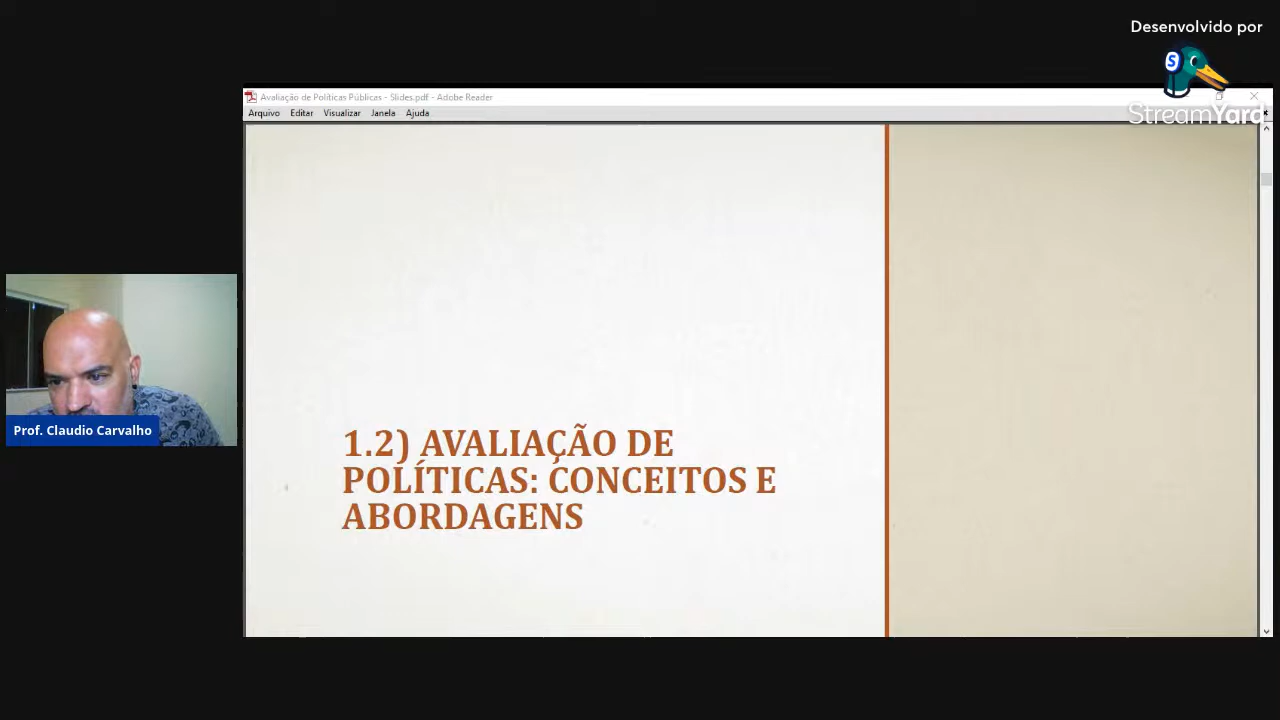 Desenvolvido por
StreamYard
Avaliação de Políticas Públicas - Slides.pdf - Adobe Reader
Arquivo Editar Visualizar Janela Ajuda
1.2) AVALIAÇÃO DE
POLÍTICAS: CONCEITOS E
ABORDAGENS
Prof. Claudio Carvalho